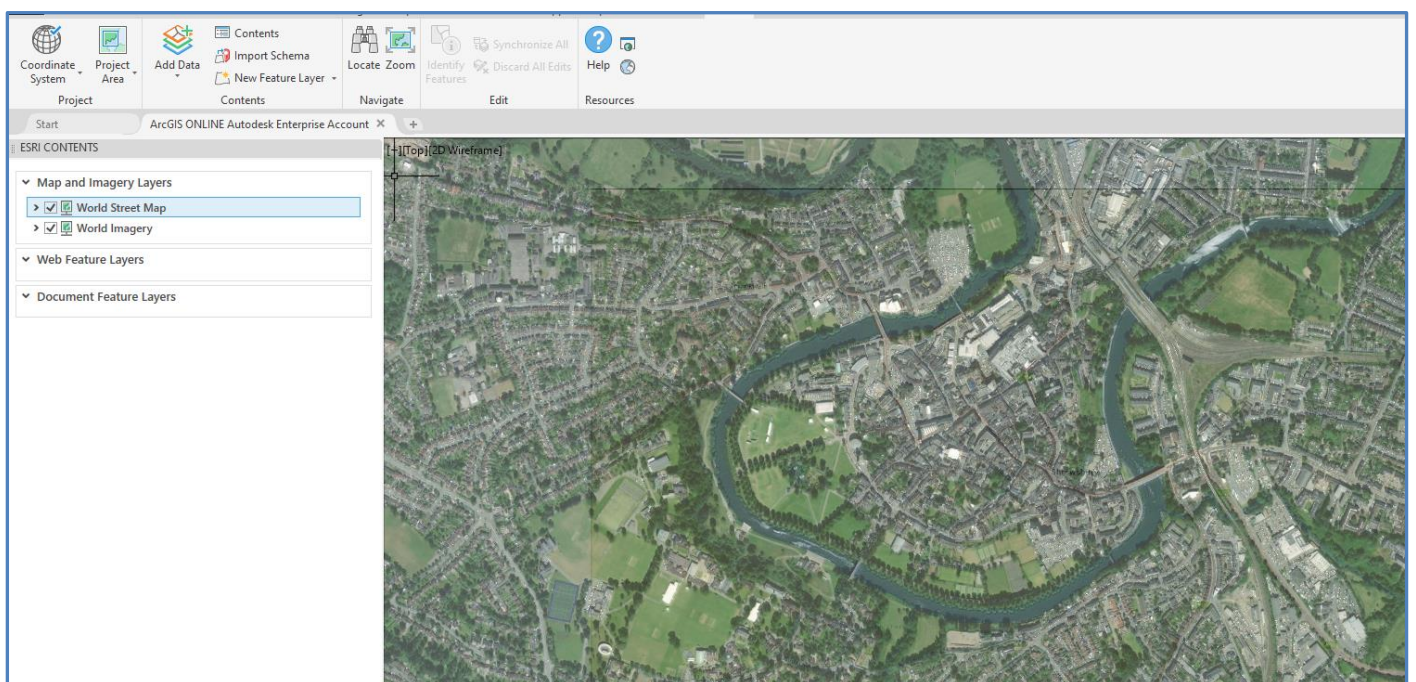 Coordinate System
Project Area
Add Data
Contents
Import Schema
New Feature Layer
Locate
Zoom
Identify Features
Synchronize All
Discard All Edits
Help
Project
Contents
Navigate
Edit
Resources
Start
ArcGIS ONLINE Autodesk Enterprise Account
ESRI CONTENTS
[-][Top][2D Wireframe]
Map and Imagery Layers
World Street Map
World Imagery
Web Feature Layers
Document Feature Layers